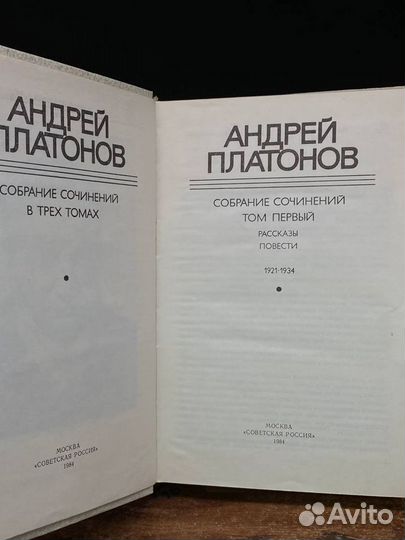 АНДРЕЙ
ПЛАТОНОВ
СОБРАНИЕ СОЧИНЕНИЙ
В ТРЕХ ТОМАХ
МОСКВА
«СОВЕТСКАЯ РОССИЯ»
1984
АНДРЕЙ
ПЛАТОНОВ
СОБРАНИЕ СОЧИНЕНИЙ
ТОМ ПЕРВЫЙ
РАССКАЗЫ
ПОВЕСТИ
1921-1934
МОСКВА
«СОВЕТСКАЯ РОССИЯ»
1984
Avito